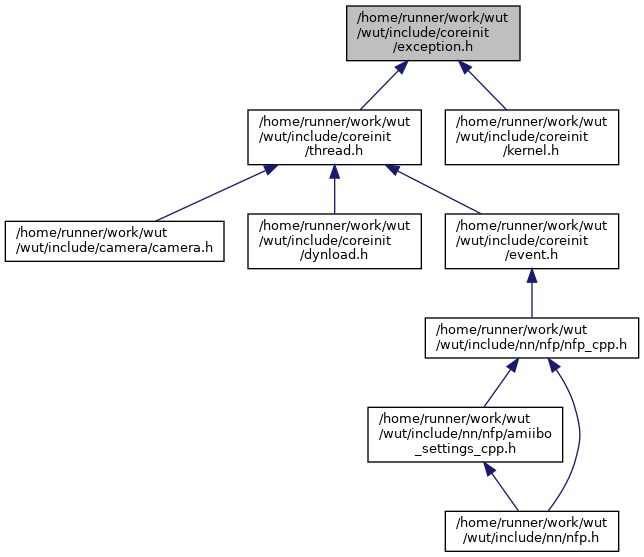 /home/runner/work/wut
/wut/include/coreinit
/exception.h
/home/runner/work/wut
/wut/include/coreinit
/thread.h
/home/runner/work/wut
/wut/include/coreinit
/kernel.h
/home/runner/work/wut
/wut/include/camera/camera.h
/home/runner/work/wut
/wut/include/coreinit
/dynload.h
/home/runner/work/wut
/wut/include/coreinit
/event.h
/home/runner/work/wut
/wut/include/nn/nfp/nfp_cpp.h
/home/runner/work/wut
/wut/include/nn/nfp/amiibo
_settings_cpp.h
/home/runner/work/wut
/wut/include/nn/nfp.h